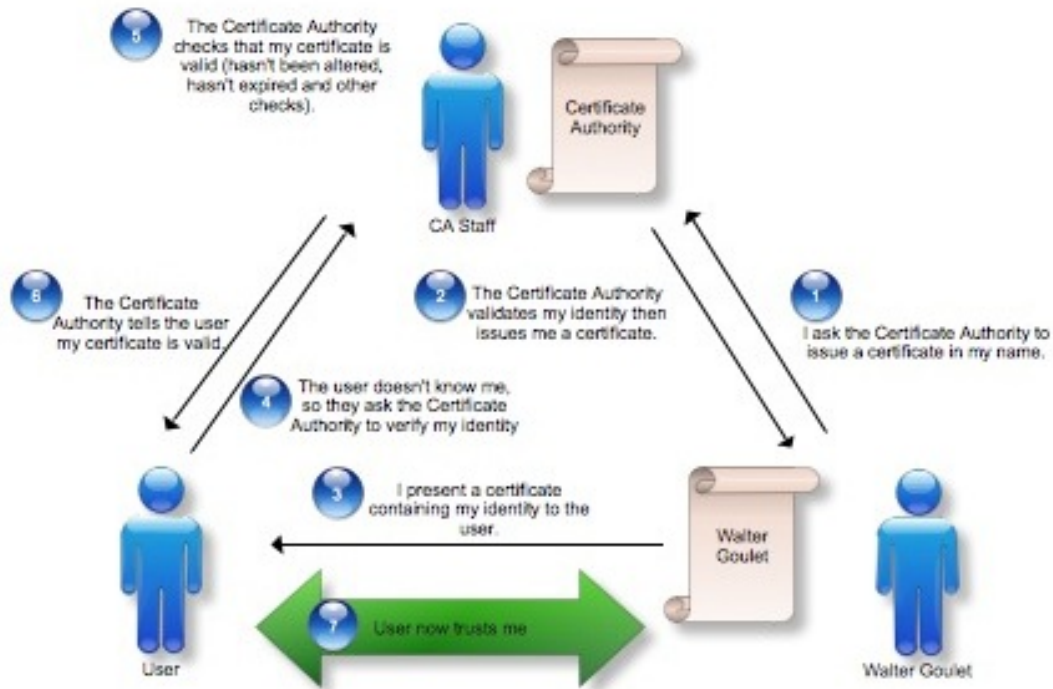 5
The Certificate Authority
checks that my certificate is
valid (hasn't been altered,
hasn't expired and other
checks).
Certificate
Authority
CA Staff
6
The Certificate
Authority tells the user
my certificate is valid.
2
The Certificate Authority
validates my identity then
issues me a certificate.
1
I ask the Certificate Authority to
issue a certificate in my name.
4
The user doesn't know me,
so they ask the Certificate
Authority to verify my identity
3
I present a certificate
containing my identity to the
user.
Walter
Goulet
7
User now trusts me
User
Walter Goulet